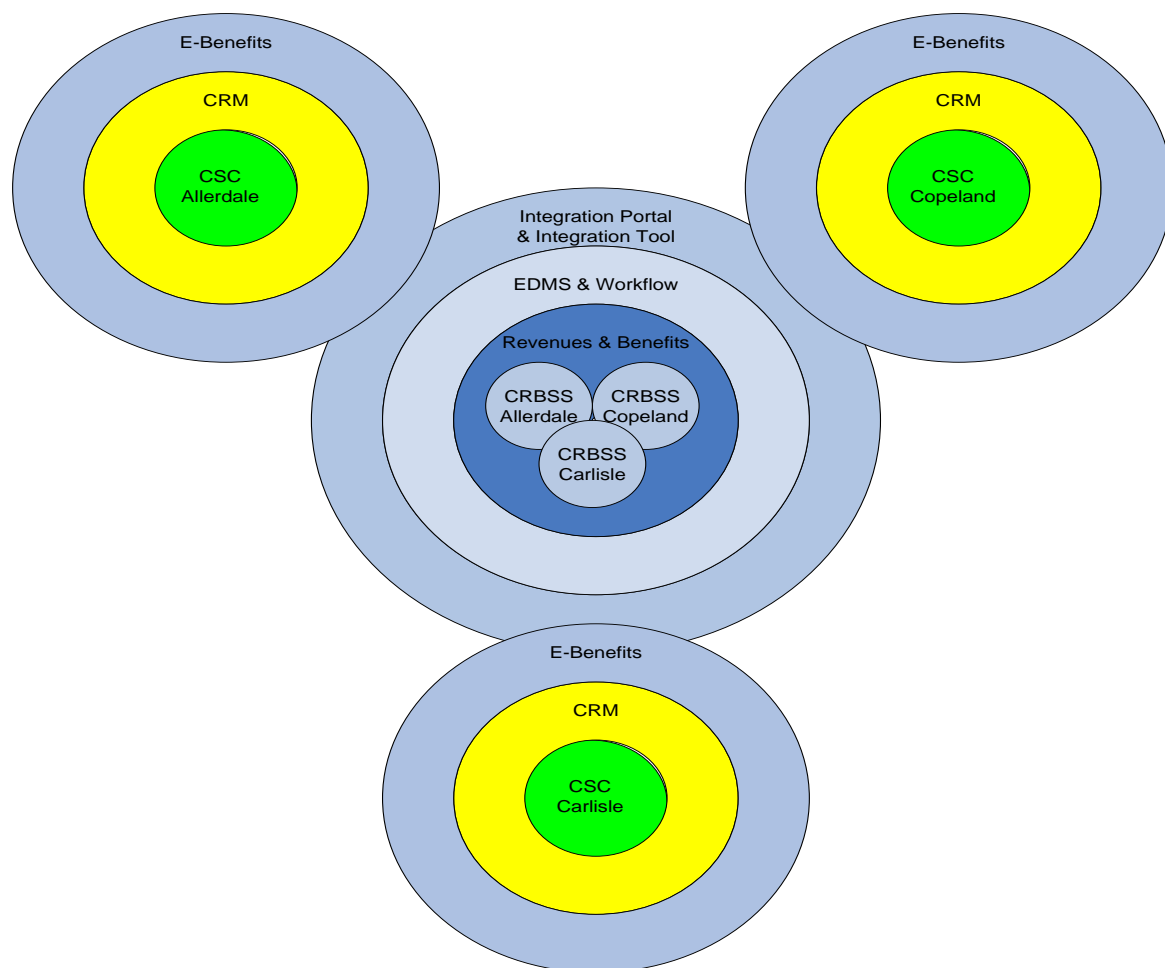 E-Benefits
CRM
CSC
Allerdale
E-Benefits
CRM
CSC
Copeland
Integration Portal
& Integration Tool
EDMS & Workflow
Revenues & Benefits
CRBSS
Allerdale
CRBSS
Copeland
CRBSS
Carlisle
E-Benefits
CRM
CSC
Carlisle